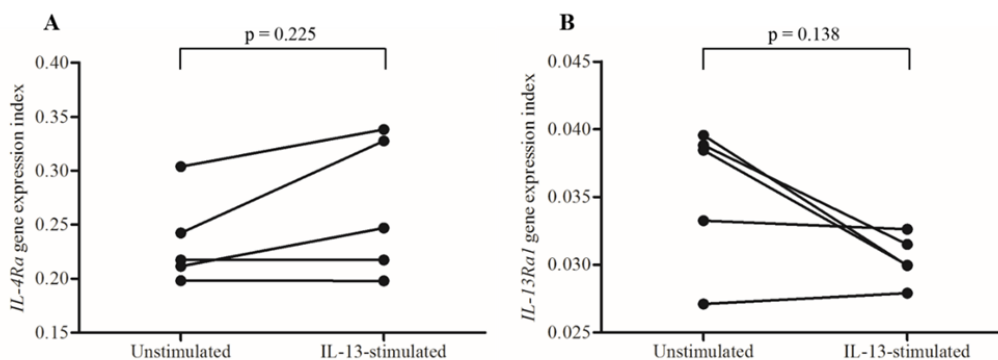 A
p = 0.225
IL-4Ra gene expression index
0.40
0.35
0.30
0.25
0.20
0.15
Unstimulated
IL-13-stimulated
B
p = 0.138
IL-13Ra1 gene expression index
0.045
0.040
0.035
0.030
0.025
Unstimulated
IL-13-stimulated